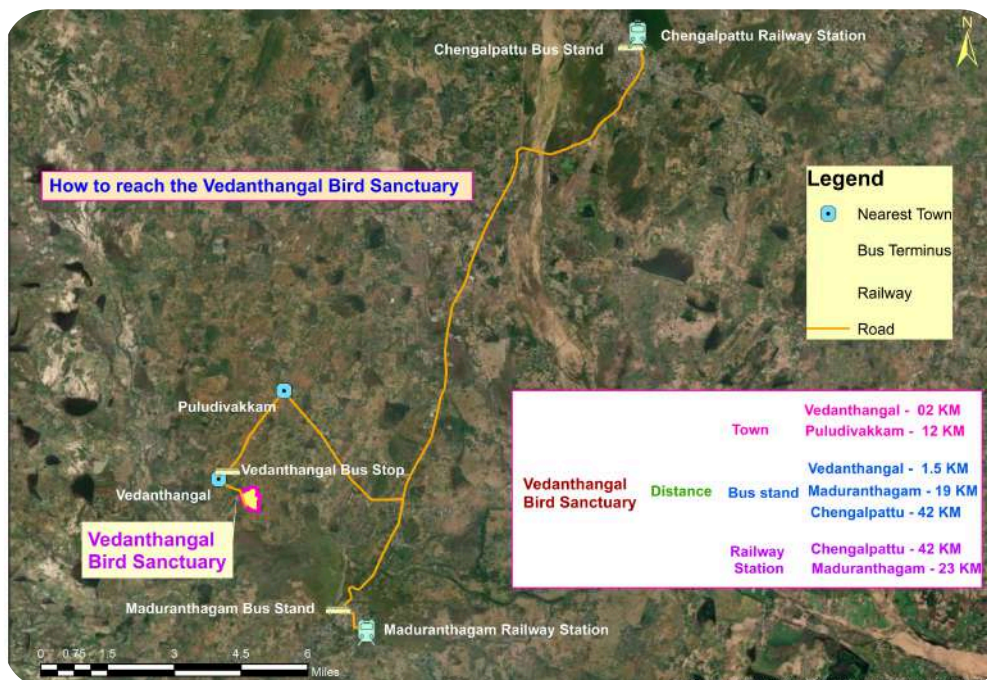 N
Chengalpattu Railway Station
Chengalpattu Bus Stand
How to reach the Vedanthangal Bird Sanctuary
Legend
Nearest Town
Bus Terminus
Railway
Road
Puludivakkam
Vedanthangal Bus Stop
Vedanthangal
Vedanthangal
Bird Sanctuary
Maduranthagam Bus Stand
Maduranthagam Railway Station
Vedanthangal
Bird Sanctuary
Distance
Town
Vedanthangal - 02 KM
Puludivakkam - 12 KM
Bus stand
Vedanthangal - 1.5 KM
Maduranthagam - 19 KM
Chengalpattu - 42 KM
Railway
Station
Chengalpattu - 42 KM
Maduranthagam - 23 KM
0 0.75 1.5 3 4.5 6
Miles